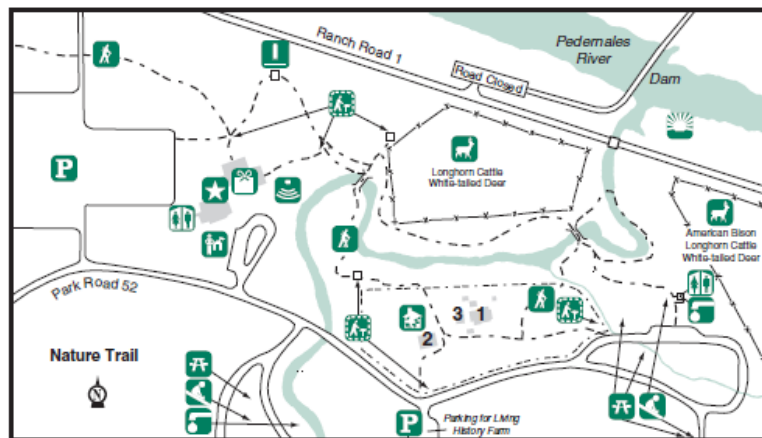 Ranch Road 1
Pedernales
River
Dam
Road Closed
P
Longhorn Cattle
White-tailed Deer
American Bison
Longhorn Cattle
White-tailed Deer
Park Road 52
3 1
2
Nature Trail
N
P
Parking for Living
History Farm